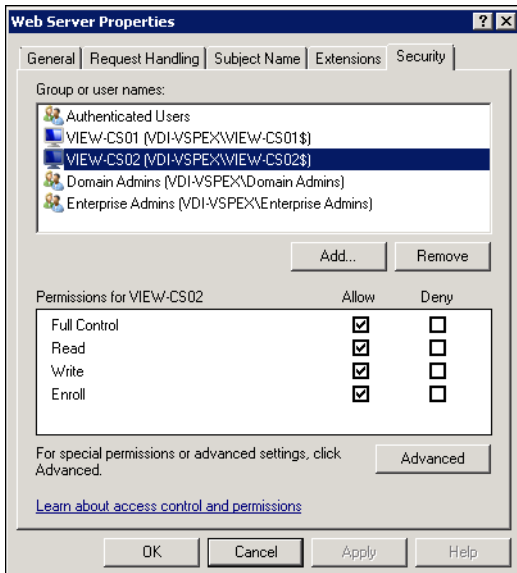 Web Server Properties
General Request Handling Subject Name Extensions Security
Group or user names:
Authenticated Users
VIEW-CS01 (VDI-VSPEX\VIEW-CS01$)
VIEW-CS02 (VDI-VSPEX\VIEW-CS02$)
Domain Admins (VDI-VSPEX\Domain Admins)
Enterprise Admins (VDI-VSPEX\Enterprise Admins)
Add... Remove
Permissions for VIEW-CS02 Allow Deny
Full Control
Read
Write
Enroll
For special permissions or advanced settings, click
Advanced.
Advanced
Learn about access control and permissions
OK Cancel Apply Help